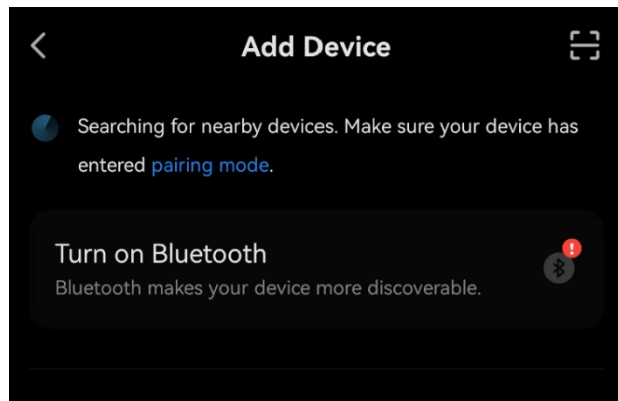 Add Device
Searching for nearby devices. Make sure your device has
entered pairing mode.
Turn on Bluetooth
Bluetooth makes your device more discoverable.